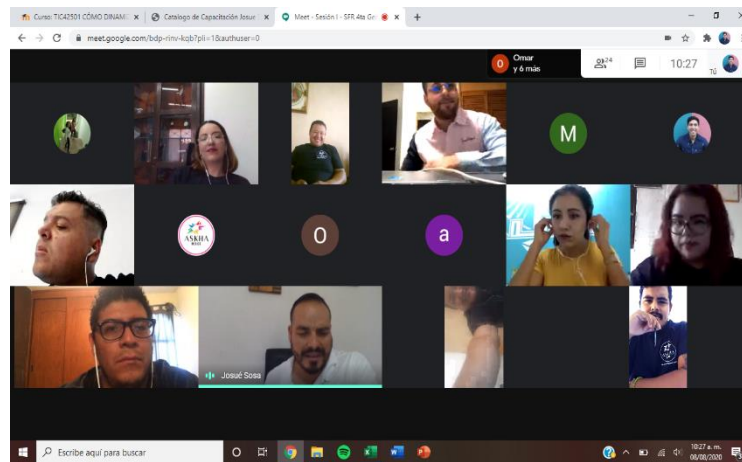 Curso: TIC42501 CÓMO DINAM
Catalogo de Capacitación Josue
Meet - Sesión I - SFR 4ta Ge
meet.google.com/bdp-rinv-kqb?pli=1&authuser=0
O
Omar
y 6 más
24
10:27
Tú
M
ASKHA
O
a
Josué Sosa
Escribe aquí para buscar
10:27 a. m.
08/08/2020